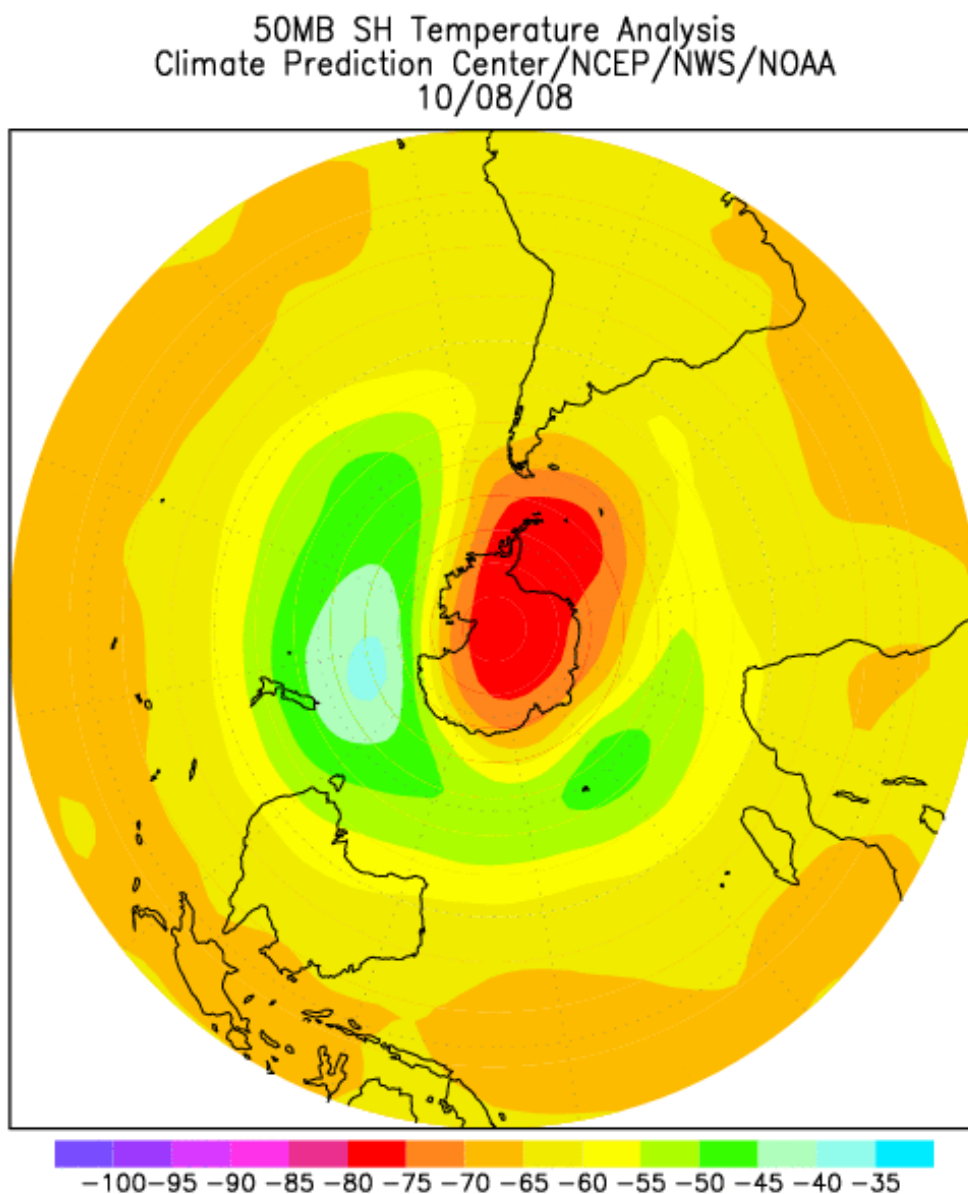 50MB SH Temperature Analysis
Climate Prediction Center/NCEP/NWS/NOAA
10/08/08
-100 -95 -90 -85 -80 -75 -70 -65 -60 -55 -50 -45 -40 -35